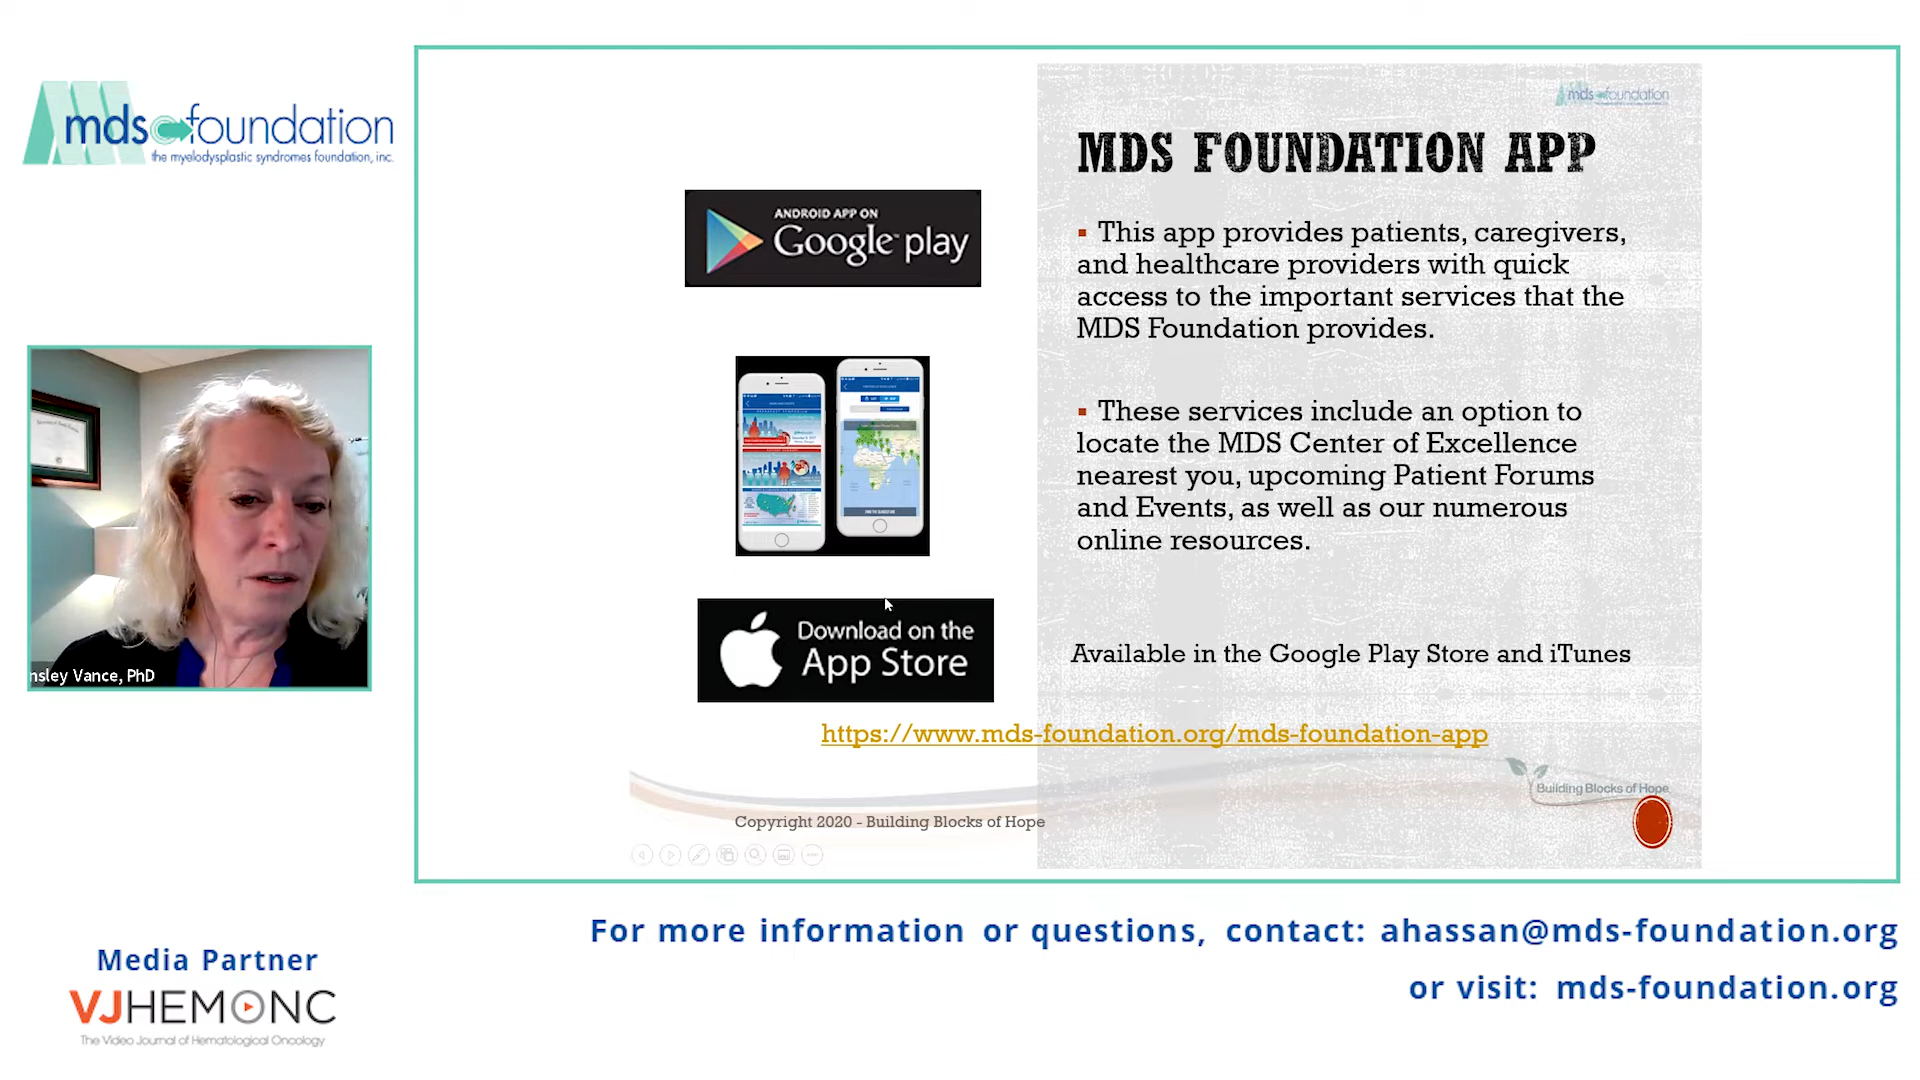 mds foundation
the myelodysplastic syndromes foundation, inc.
nsley Vance, PhD
Media Partner
VJHEMONC
The Video Journal of Hematological Oncology
ANDROID APP ON
Google play
Download on the
App Store
mds foundation
MDS FOUNDATION APP
▪ This app provides patients, caregivers,
and healthcare providers with quick
access to the important services that the
MDS Foundation provides.
▪ These services include an option to
locate the MDS Center of Excellence
nearest you, upcoming Patient Forums
and Events, as well as our numerous
online resources.
Available in the Google Play Store and iTunes
https://www.mds-foundation.org/mds-foundation-app
Building Blocks of Hope
Copyright 2020 - Building Blocks of Hope
For more information or questions, contact: ahassan@mds-foundation.org
or visit: mds-foundation.org